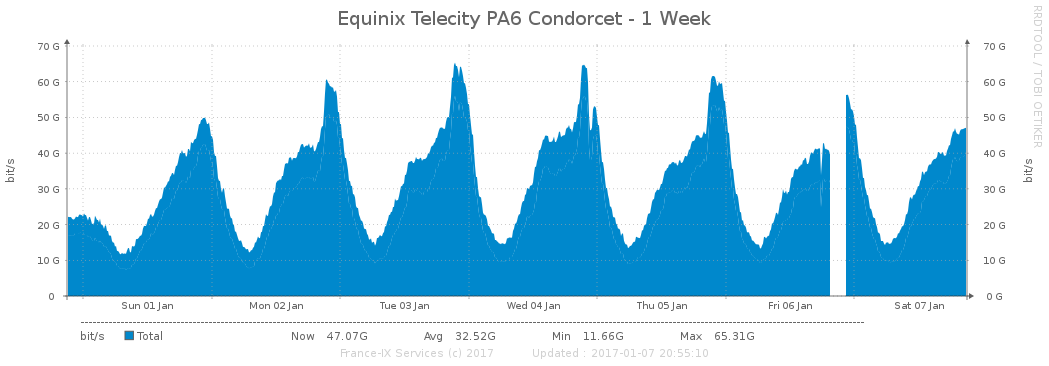 Equinix Telecity PA6 Condorcet - 1 Week
RRDTOOL / TOBI OETIKER
70 G 70 G
60 G 60 G
50 G 50 G
40 G 40 G
bit/s bit/s
30 G 30 G
20 G 20 G
10 G 10 G
0 0 G
Sun 01 Jan Mon 02 Jan Tue 03 Jan Wed 04 Jan Thu 05 Jan Fri 06 Jan Sat 07 Jan
bit/s Total Now 47.07G Avg 32.52G Min 11.66G Max 65.31G
France-IX Services (c) 2017 Updated : 2017-01-07 20:55:10